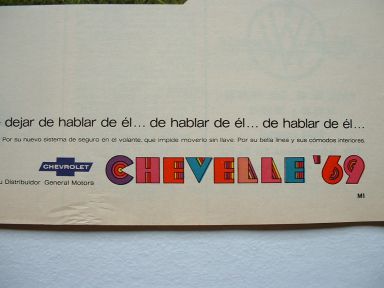 dejar de hablar de él... de hablar de él... de hablar de él...
Por su nuevo sistema de seguro en el volante, que impide moverlo sin llave. Por su bella línea y sus cómodos interiores.
CHEVROLET
CHEVELLE '69
u Distribuidor General Motors
M1